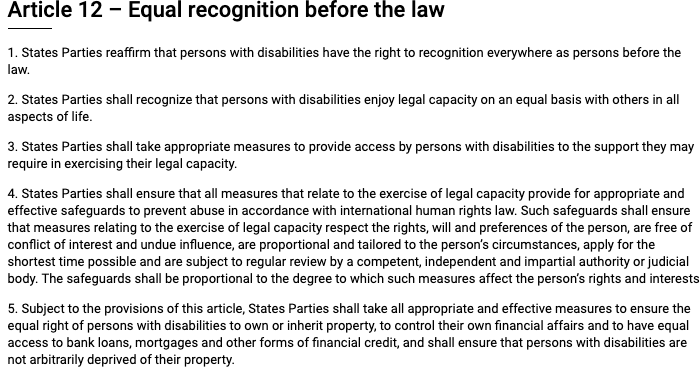 Article 12 – Equal recognition before the law
1. States Parties reaffirm that persons with disabilities have the right to recognition everywhere as persons before the
law.
2. States Parties shall recognize that persons with disabilities enjoy legal capacity on an equal basis with others in all
aspects of life.
3. States Parties shall take appropriate measures to provide access by persons with disabilities to the support they may
require in exercising their legal capacity.
4. States Parties shall ensure that all measures that relate to the exercise of legal capacity provide for appropriate and
effective safeguards to prevent abuse in accordance with international human rights law. Such safeguards shall ensure
that measures relating to the exercise of legal capacity respect the rights, will and preferences of the person, are free of
conflict of interest and undue influence, are proportional and tailored to the person’s circumstances, apply for the
shortest time possible and are subject to regular review by a competent, independent and impartial authority or judicial
body. The safeguards shall be proportional to the degree to which such measures affect the person’s rights and interests
5. Subject to the provisions of this article, States Parties shall take all appropriate and effective measures to ensure the
equal right of persons with disabilities to own or inherit property, to control their own financial affairs and to have equal
access to bank loans, mortgages and other forms of financial credit, and shall ensure that persons with disabilities are
not arbitrarily deprived of their property.